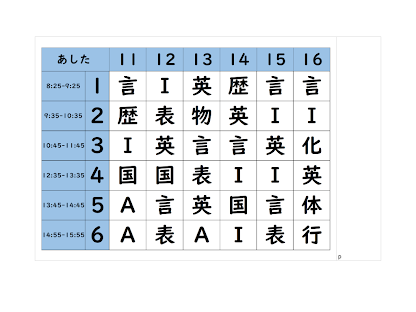 あした 11 12 13 14 15 16
8:25-9:25 1 言 I 英 歴 言 言
9:35-10:35 2 歴 表 物 英 I I
10:45-11:45 3 I 英 言 言 英 化
12:35-13:35 4 国 国 表 I I 英
13:45-14:45 5 A 言 英 国 言 体
14:55-15:55 6 A 表 A I 表 行
p